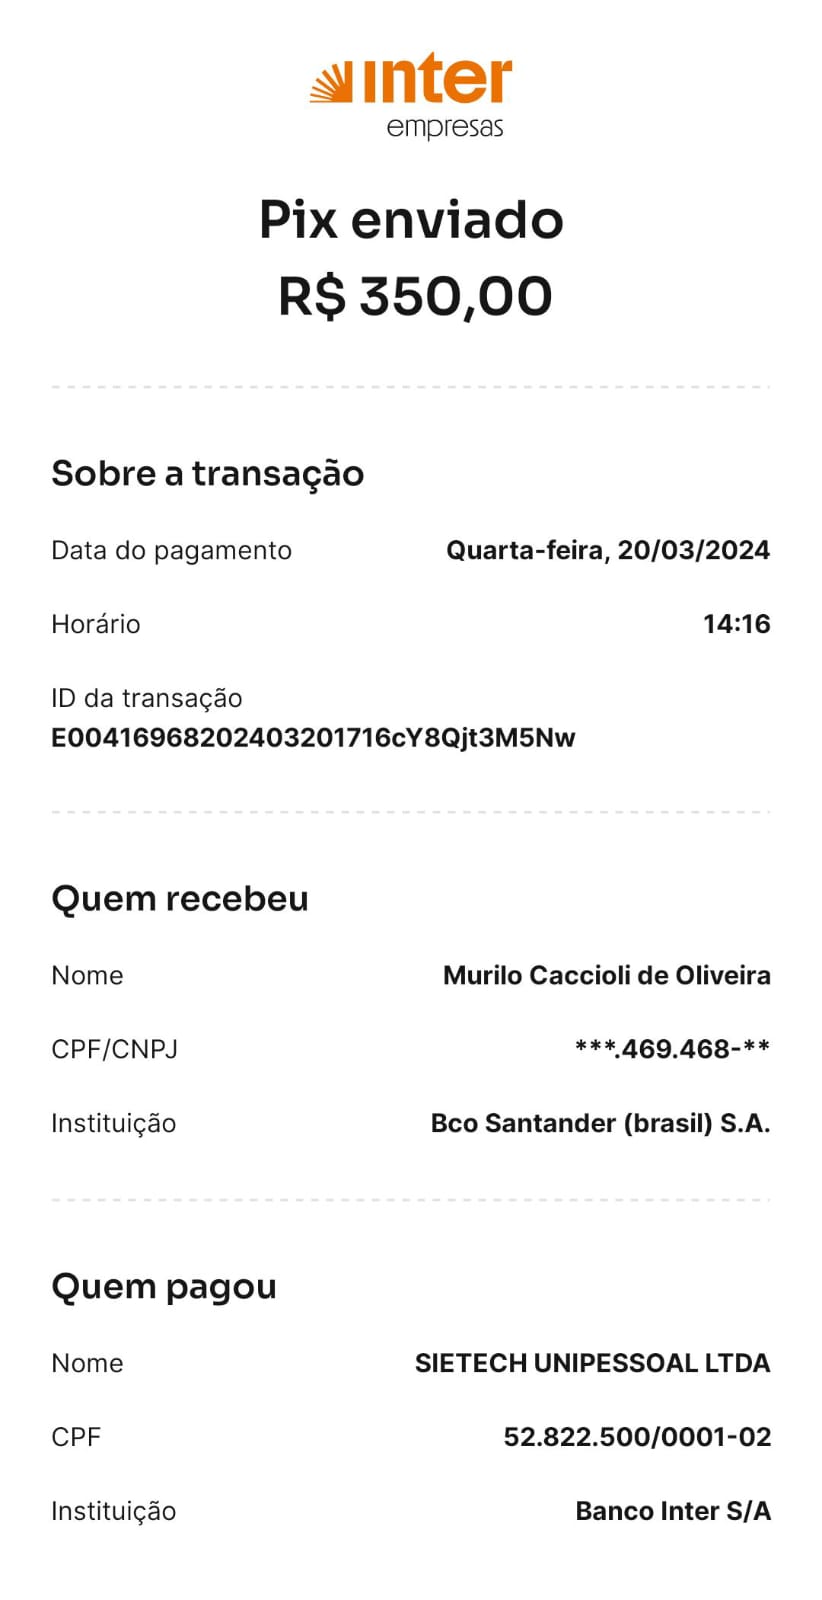 inter
empresas
Pix enviado
R$ 350,00
Sobre a transação
Data do pagamento Quarta-feira, 20/03/2024
Horário 14:16
ID da transação
E00416968202403201716cY8Qjt3M5Nw
Quem recebeu
Nome Murilo Caccioli de Oliveira
CPF/CNPJ ***.469.468-**
Instituição Bco Santander (brasil) S.A.
Quem pagou
Nome SIETECH UNIPESSOAL LTDA
CPF 52.822.500/0001-02
Instituição Banco Inter S/A